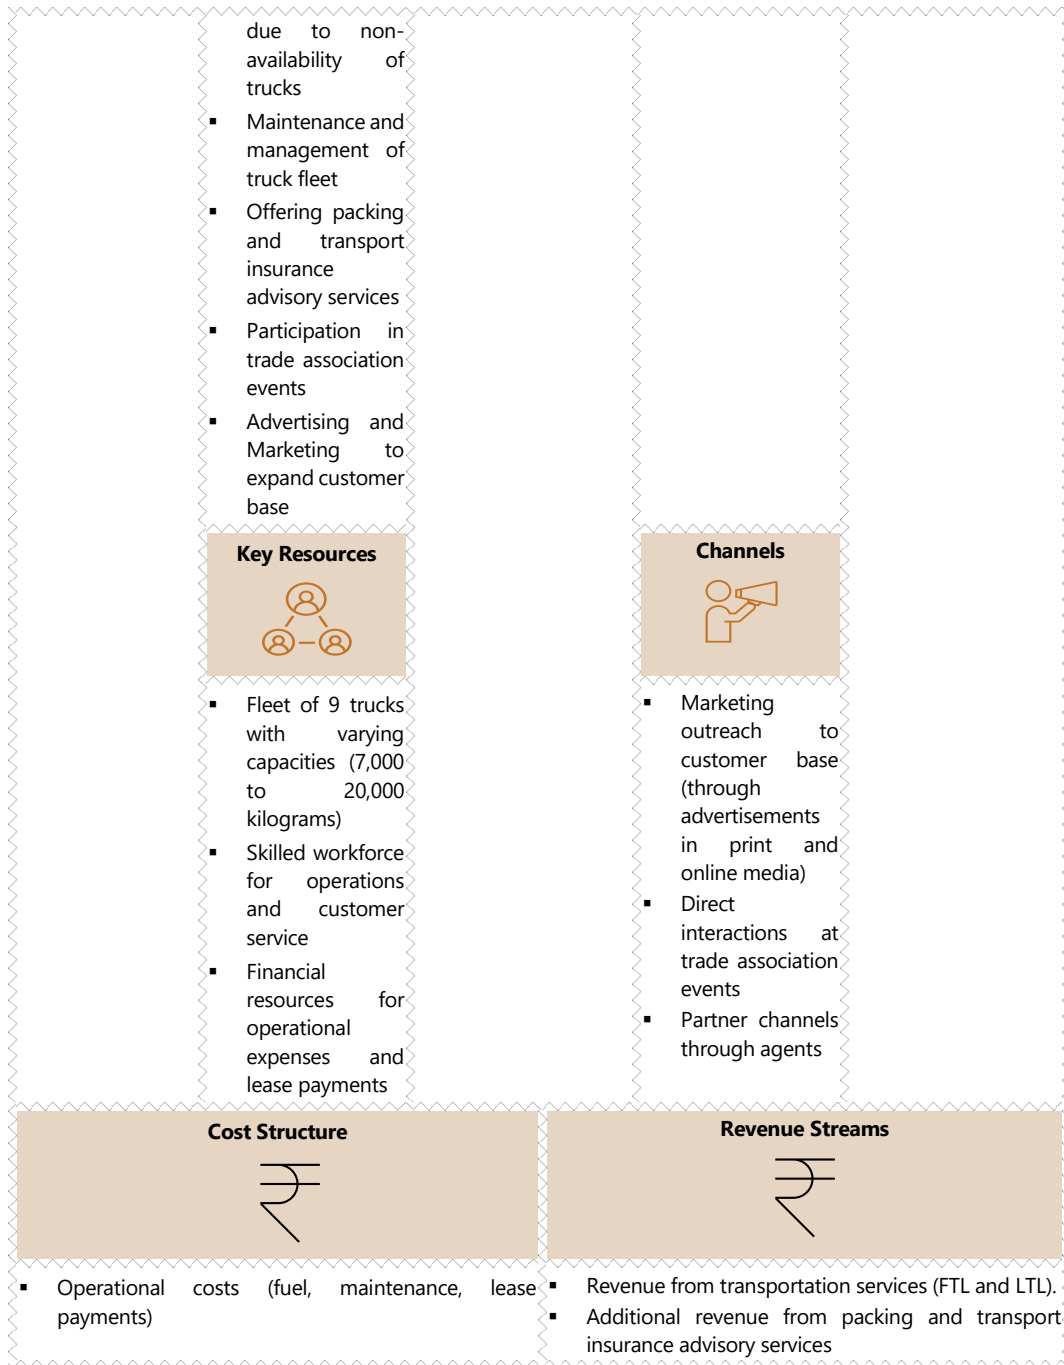 due to non-
availability of
trucks
▪ Maintenance and
management of
truck fleet
▪ Offering packing
and transport
insurance
advisory services
▪ Participation in
trade association
events
▪ Advertising and
Marketing to
expand customer
base
Key Resources
▪ Fleet of 9 trucks
with varying
capacities (7,000
to 20,000
kilograms)
▪ Skilled workforce
for operations
and customer
service
▪ Financial
resources for
operational
expenses and
lease payments
Channels
▪ Marketing
outreach to
customer base
(through
advertisements
in print and
online media)
▪ Direct
interactions at
trade association
events
▪ Partner channels
through agents
Cost Structure
₹
▪ Operational costs (fuel, maintenance, lease
payments)
Revenue Streams
₹
▪ Revenue from transportation services (FTL and LTL).
▪ Additional revenue from packing and transport
insurance advisory services